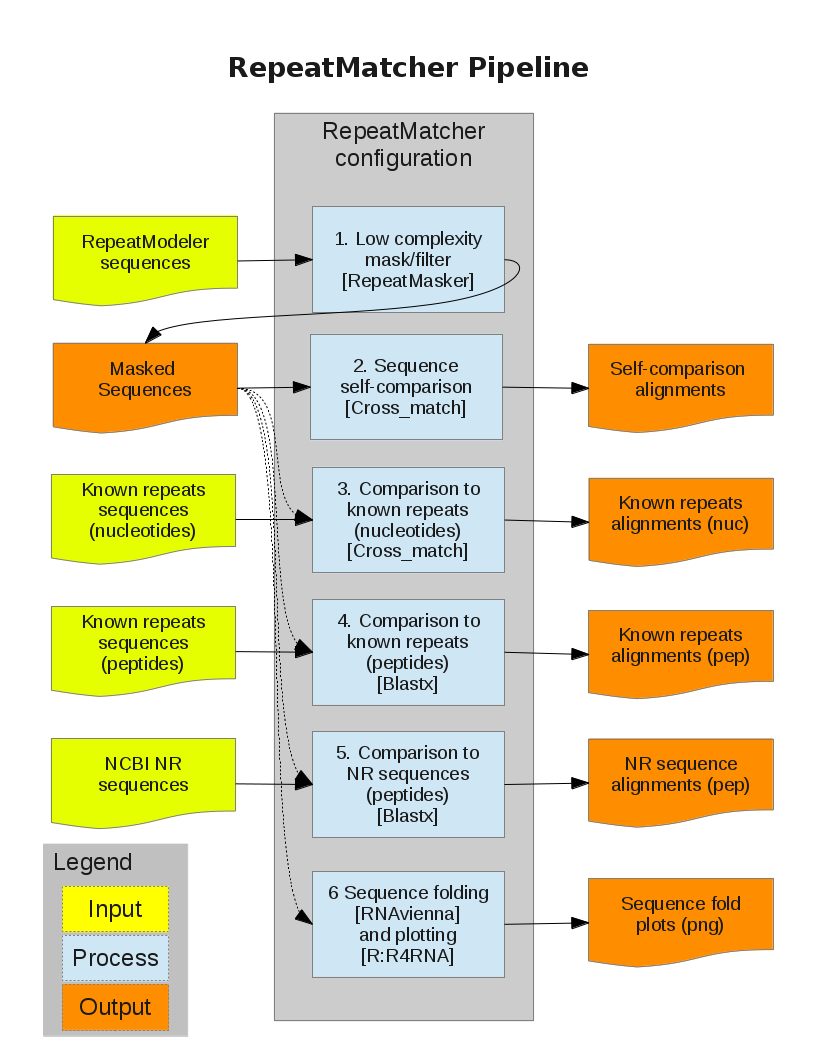 RepeatMatcher Pipeline
RepeatMatcher
configuration
RepeatModeler
sequences
1. Low complexity
mask/filter
[RepeatMasker]
Masked
Sequences
2. Sequence
self-comparison
[Cross_match]
Self-comparison
alignments
Known repeats
sequences
(nucleotides)
3. Comparison to
known repeats
(nucleotides)
[Cross_match]
Known repeats
alignments (nuc)
Known repeats
sequences
(peptides)
4. Comparison to
known repeats
(peptides)
[Blastx]
Known repeats
alignments (pep)
NCBI NR
sequences
5. Comparison to
NR sequences
(peptides)
[Blastx]
NR sequence
alignments (pep)
6 Sequence folding
[RNAvienna]
and plotting
[R:R4RNA]
Sequence fold
plots (png)
Legend
Input
Process
Output